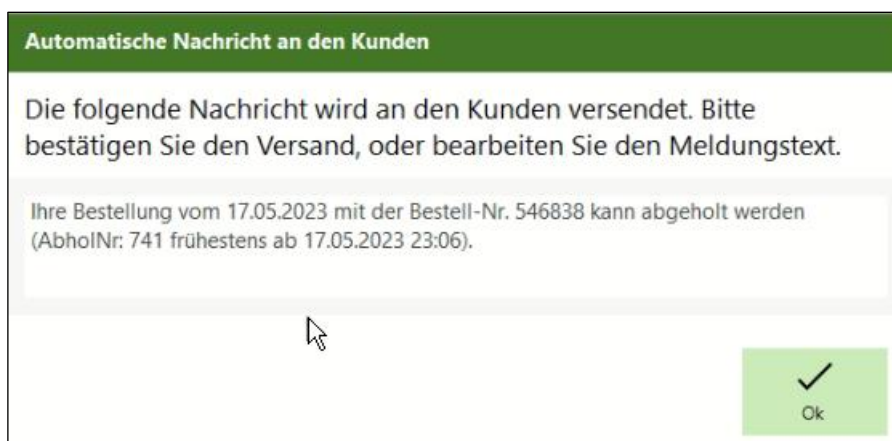 Automatische Nachricht an den Kunden
Die folgende Nachricht wird an den Kunden versendet. Bitte
bestätigen Sie den Versand, oder bearbeiten Sie den Meldungstext.
Ihre Bestellung vom 17.05.2023 mit der Bestell-Nr. 546838 kann abgeholt werden
(AbholNr: 741 frühestens ab 17.05.2023 23:06).
Ok